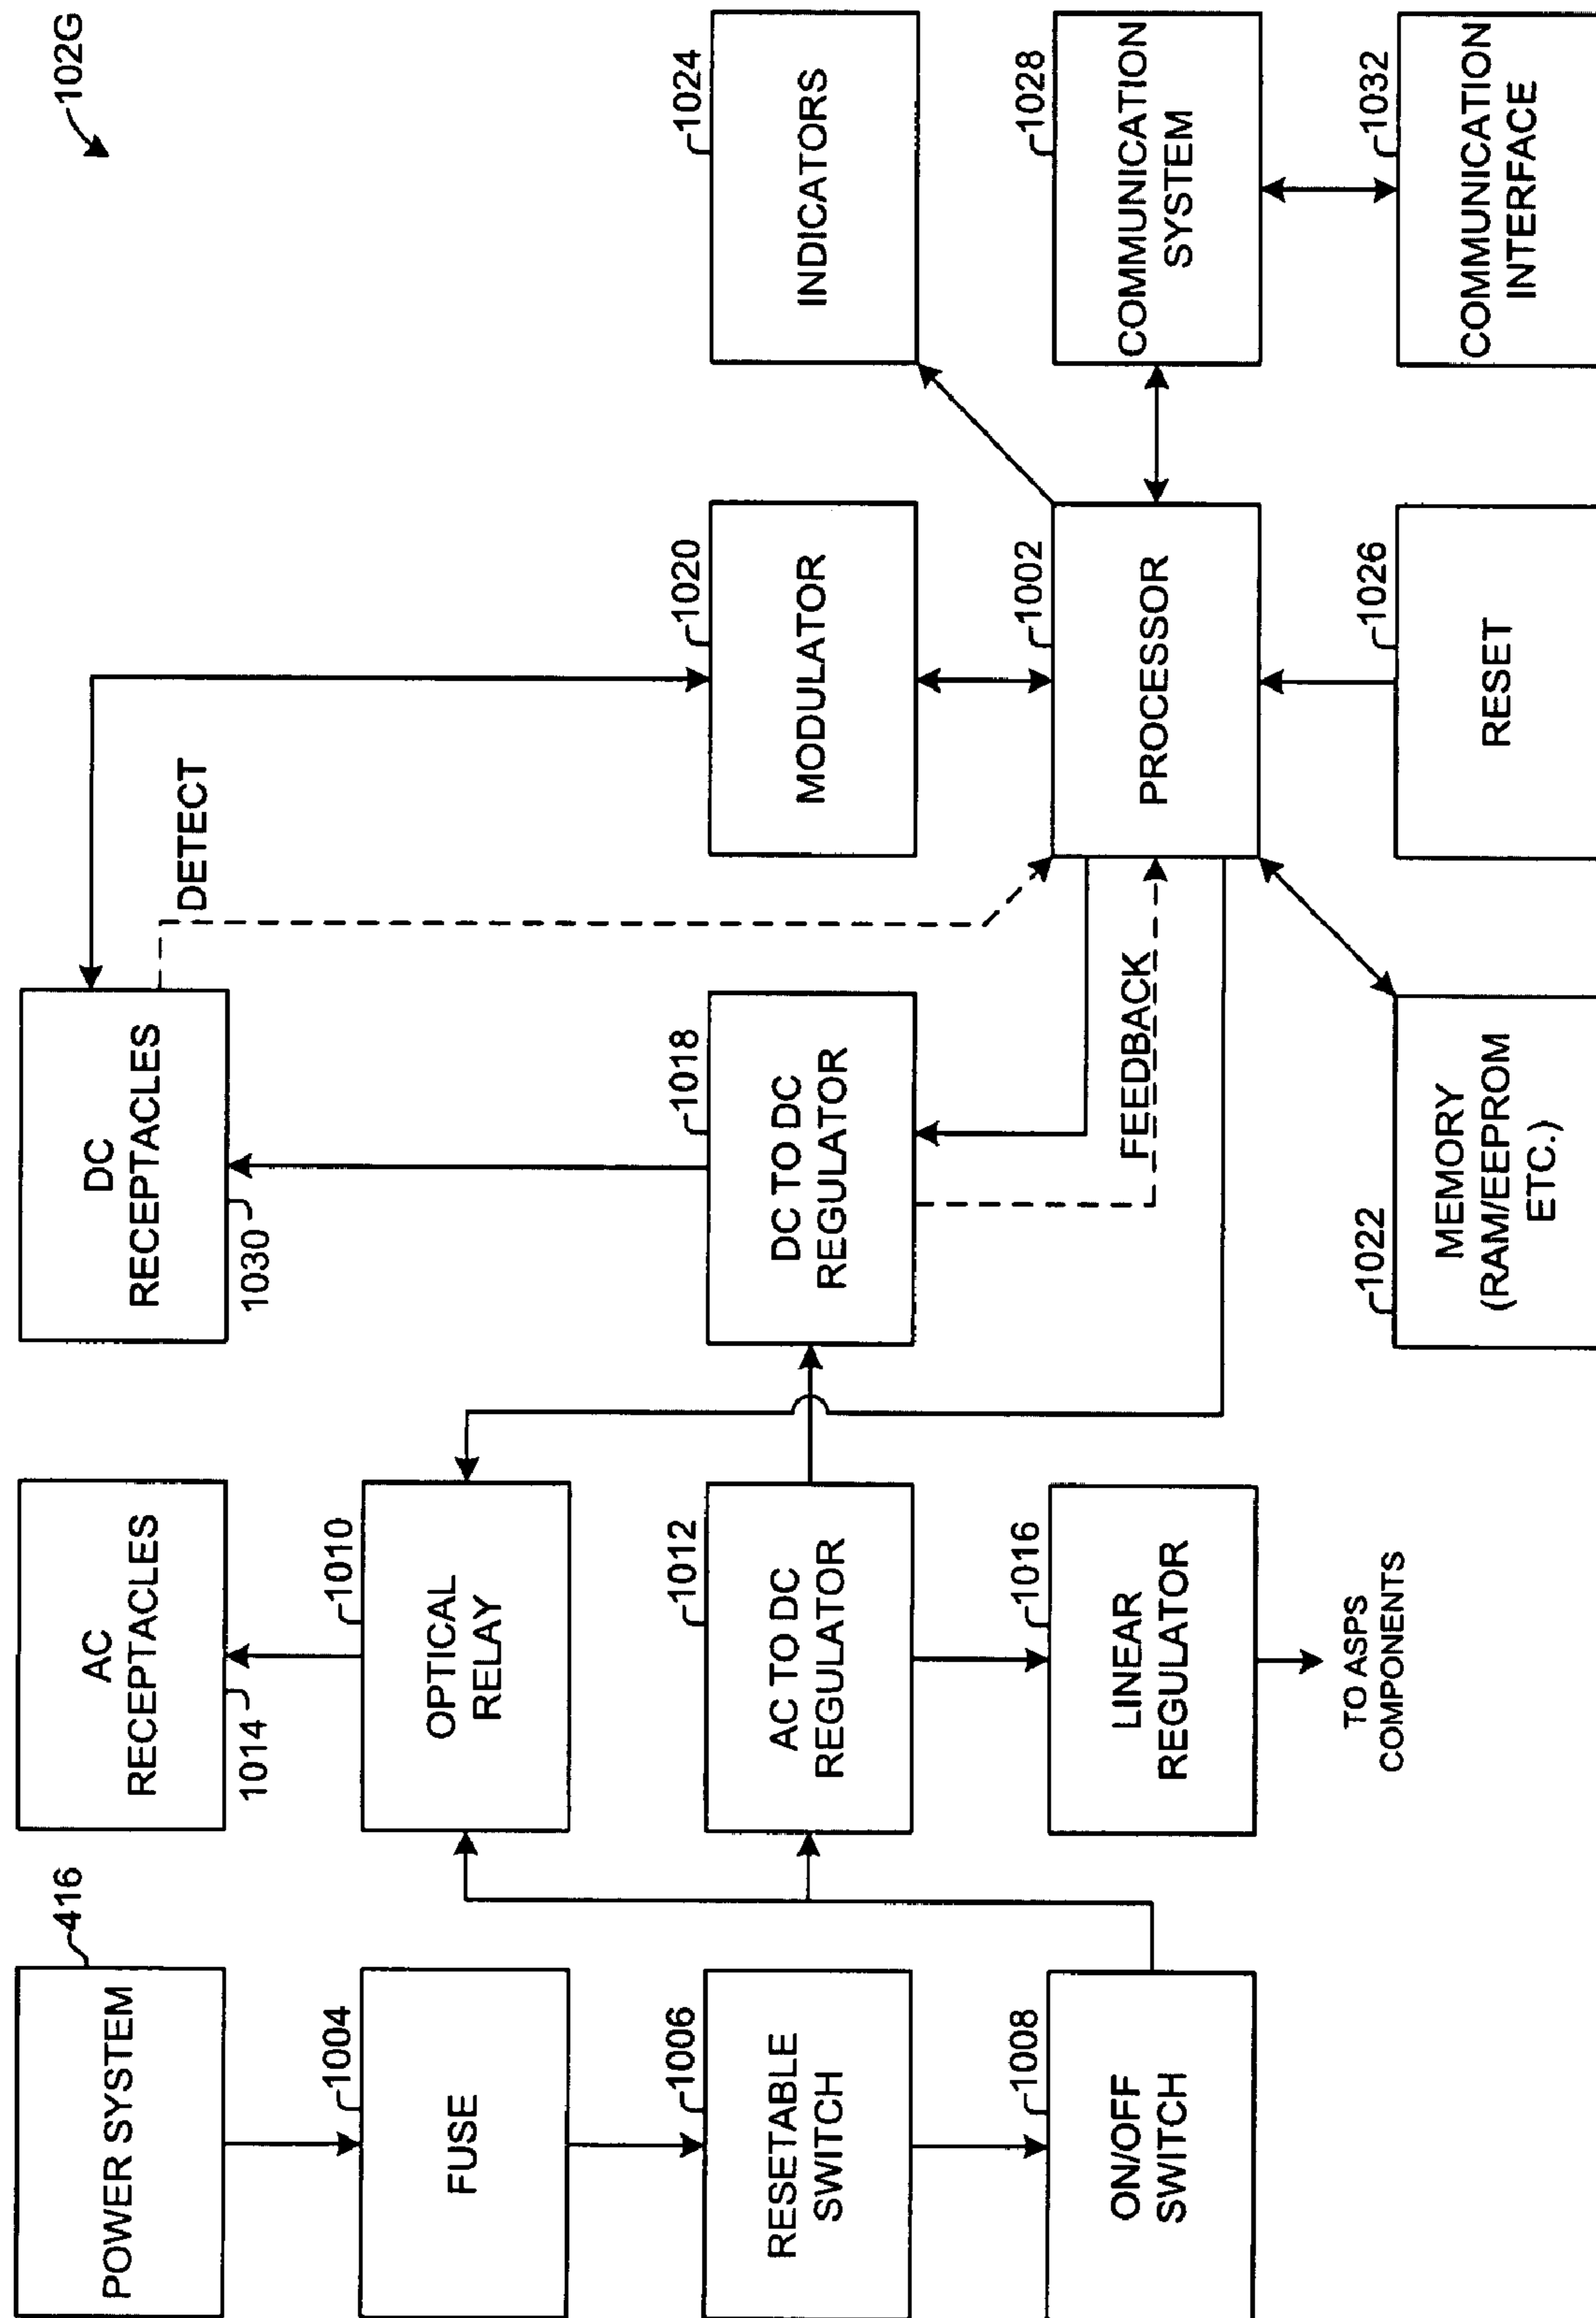 102G
POWER SYSTEM
416
FUSE
1004
RESETABLE
SWITCH
1006
ON/OFF
SWITCH
1008
AC
RECEPTACLES
1014
OPTICAL
RELAY
1010
AC TO DC
REGULATOR
1012
LINEAR
REGULATOR
1016
TO ASPS
COMPONENTS
DC
RECEPTACLES
1030
DETECT
DC TO DC
REGULATOR
1018
FEEDBACK
MEMORY
(RAM/EEPROM
ETC.)
1022
MODULATOR
1020
PROCESSOR
1002
RESET
1026
INDICATORS
1024
COMMUNICATION
SYSTEM
1028
COMMUNICATION
INTERFACE
1032